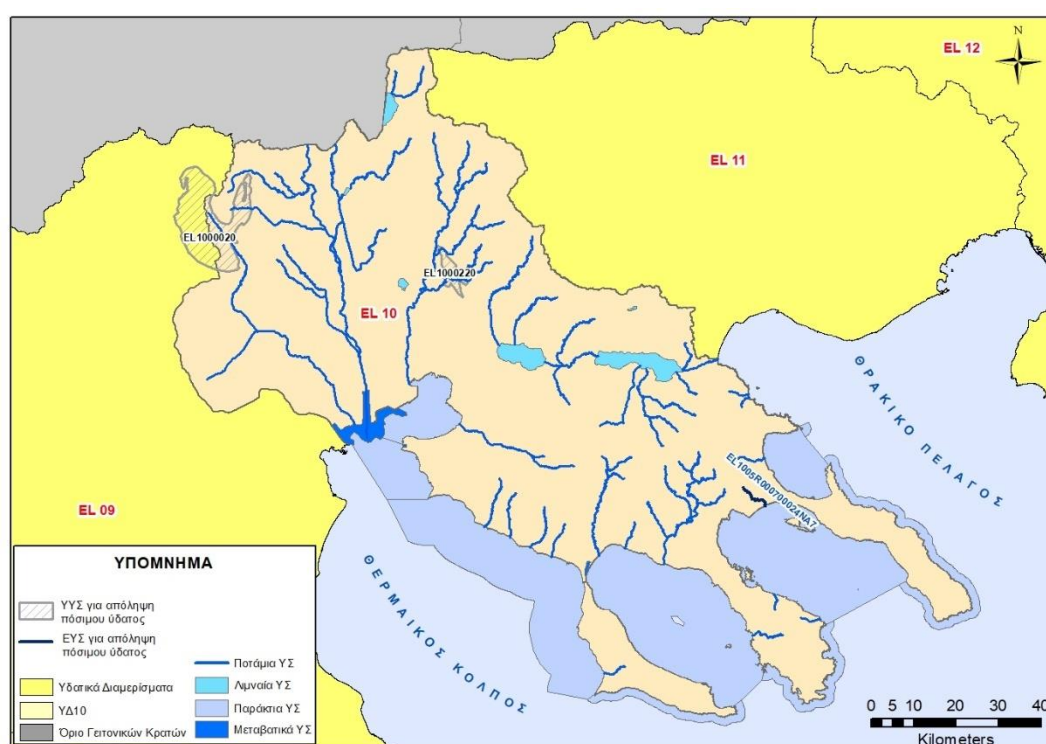 EL 12
N
EL 11
EL1000020
EL1000220
EL 10
ΘΡΑΚΙΚΟ ΠΕΛΑΓΟΣ
EL1005R000700024NA7
EL 09
ΘΕΡΜΑΙΚΟΣ ΚΟΛΠΟΣ
ΥΠΟΜΝΗΜΑ
ΥΥΣ για απόληψη
πόσιμου ύδατος
ΕΥΣ για απόληψη
πόσιμου ύδατος
Υδατικά Διαμερίσματα
ΥΔ10
Όριο Γειτονικών Κρατών
Ποτάμια ΥΣ
Λιμναία ΥΣ
Παράκτια ΥΣ
Μεταβατικά ΥΣ
0 5 10 20 30 40
Kilometers